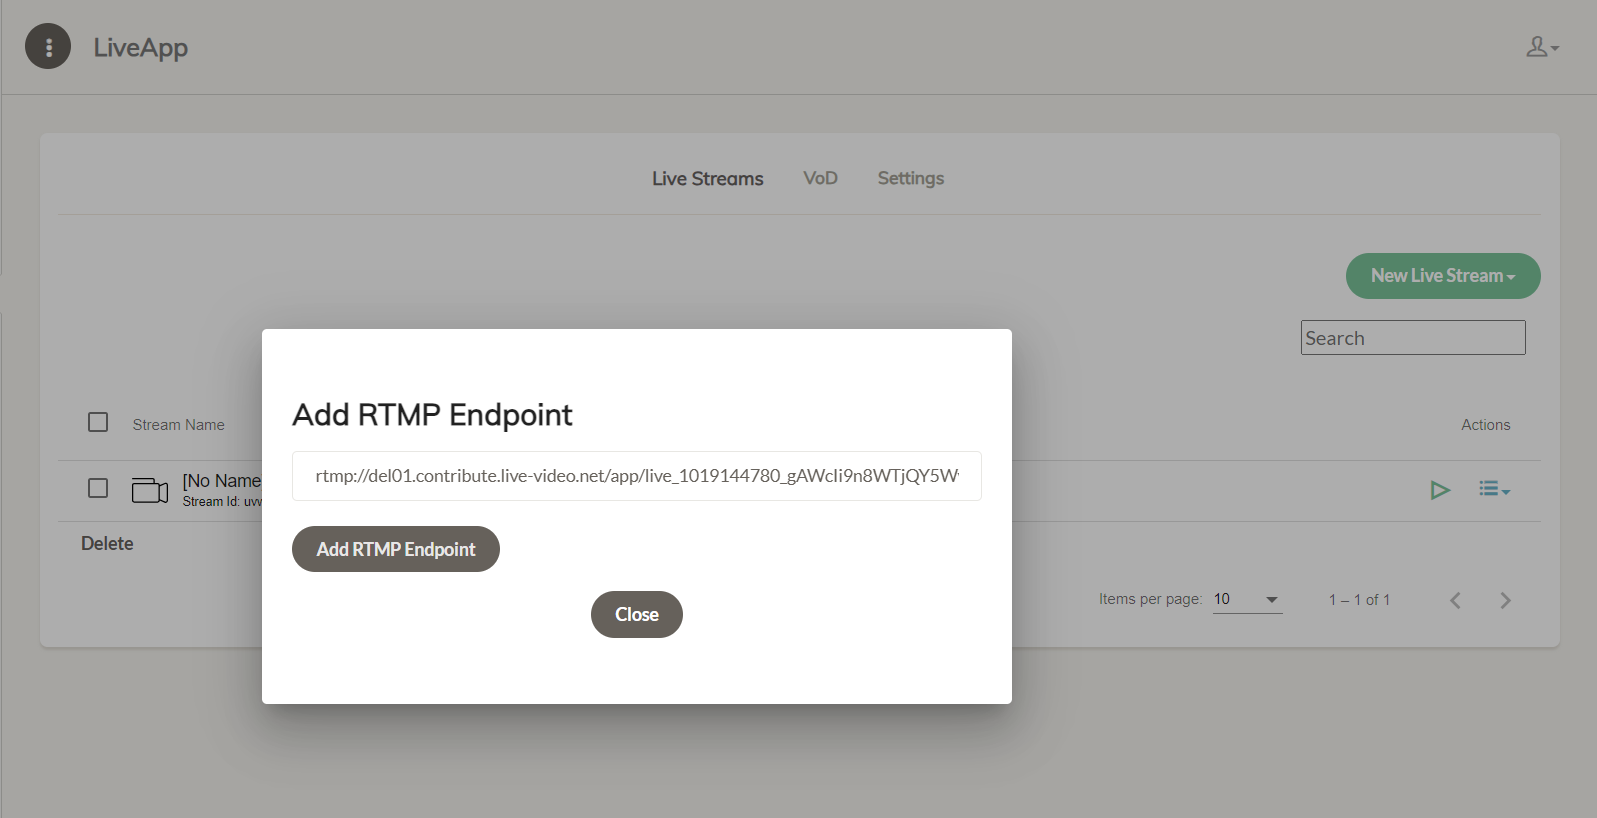 LiveApp
Live Streams VoD Settings
New Live Stream
Search
Stream Name Actions
[No Name
Stream Id: uvv
Delete
Items per page: 10 1 – 1 of 1
Add RTMP Endpoint
rtmp://del01.contribute.live-video.net/app/live_1019144780_gAWcIi9n8WTjQY5W
Add RTMP Endpoint
Close